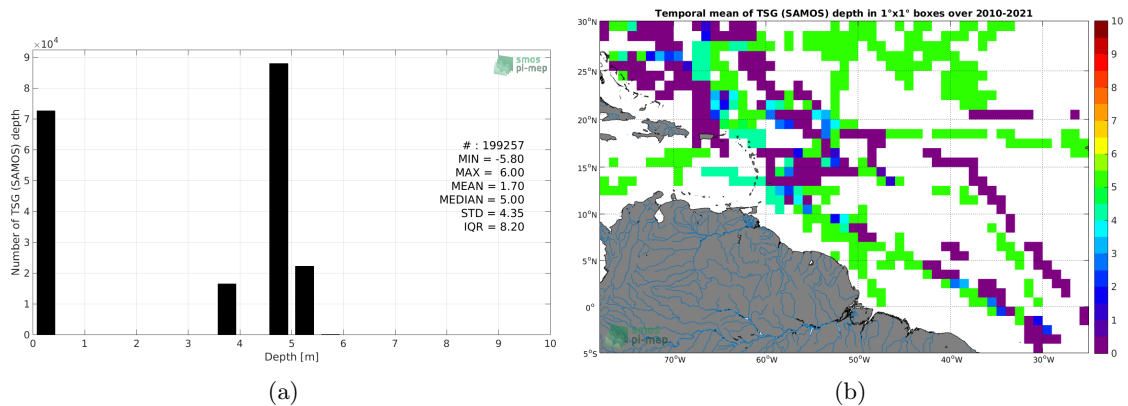 ×10⁴
9
8
7
6
5
4
3
2
1
0
Number of TSG (SAMOS) depth
0 1 2 3 4 5 6 7 8 9 10
Depth [m]
smos
pi-mep
# : 199257
MIN = -5.80
MAX = 6.00
MEAN = 1.70
MEDIAN = 5.00
STD = 4.35
IQR = 8.20
(a)
Temporal mean of TSG (SAMOS) depth in 1°x1° boxes over 2010-2021
30°N
25°N
20°N
15°N
10°N
5°N
0°
5°S
70°W 60°W 50°W 40°W 30°W
smos
pi-mep
10
9
8
7
6
5
4
3
2
1
0
(b)